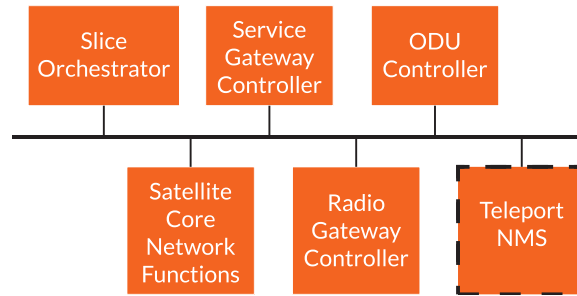 Slice
Orchestrator
Service
Gateway
Controller
ODU
Controller
Satellite
Core
Network
Functions
Radio
Gateway
Controller
Teleport
NMS